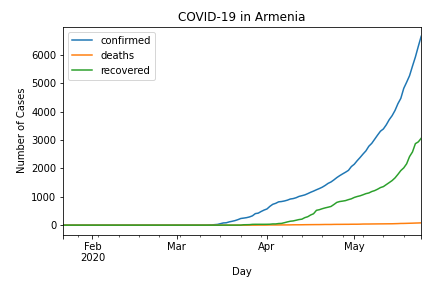 COVID-19 in Armenia
confirmed
deaths
recovered
Number of Cases
6000
5000
4000
3000
2000
1000
0
Feb
2020
Mar
Apr
May
Day